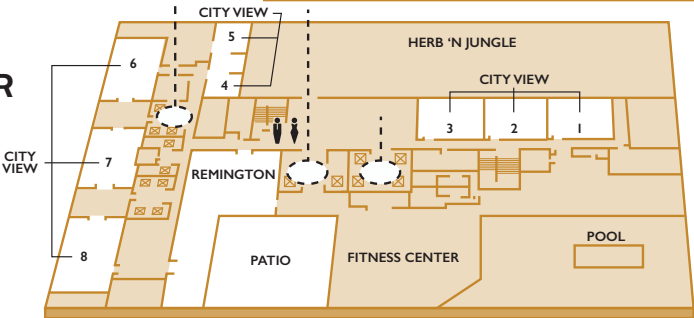 CITY VIEW
5
HERB 'N JUNGLE
6
CITY VIEW
4
R
3
2
1
CITY
VIEW
7
REMINGTON
8
PATIO
FITNESS CENTER
POOL